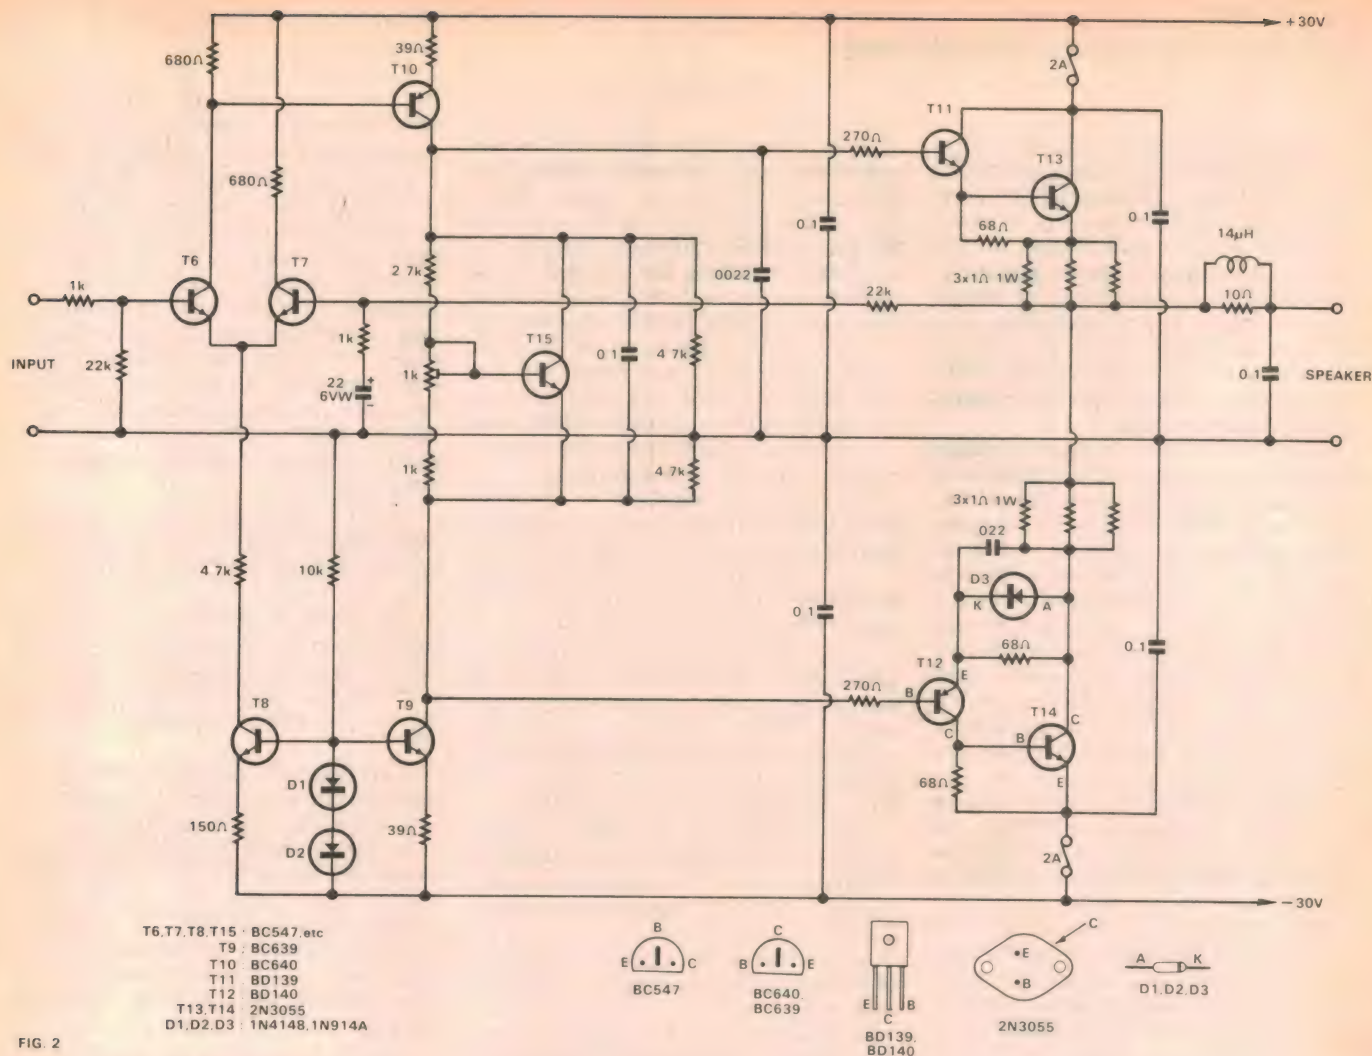 +30V
680Ω
39Ω
T10
2A
T11
270Ω
T13
680Ω
0 1
0 1
68Ω
14µH
T6
T7
2 7k
0022
3x1Ω 1W
1k
22k
10Ω
INPUT
22k
1k
T15
1k
0 1
4 7k
22
6VW
+
−
0 1
SPEAKER
1k
4 7k
3x1Ω 1W
022
4 7k
10k
D3
K
A
0 1
0.1
68Ω
T12
E
270Ω
B
C
T8
T9
T14
C
B
E
D1
68Ω
150Ω
39Ω
D2
2A
−30V
T6,T7,T8,T15 : BC547,etc
T9 : BC639
T10 : BC640
T11 : BD139
T12 : BD140
T13,T14 : 2N3055
D1,D2,D3 : 1N4148,1N914A
B
E
C
BC547
C
B
E
BC640,
BC639
E
C
B
BD139,
BD140
C
E
B
2N3055
A
K
D1,D2,D3
FIG. 2